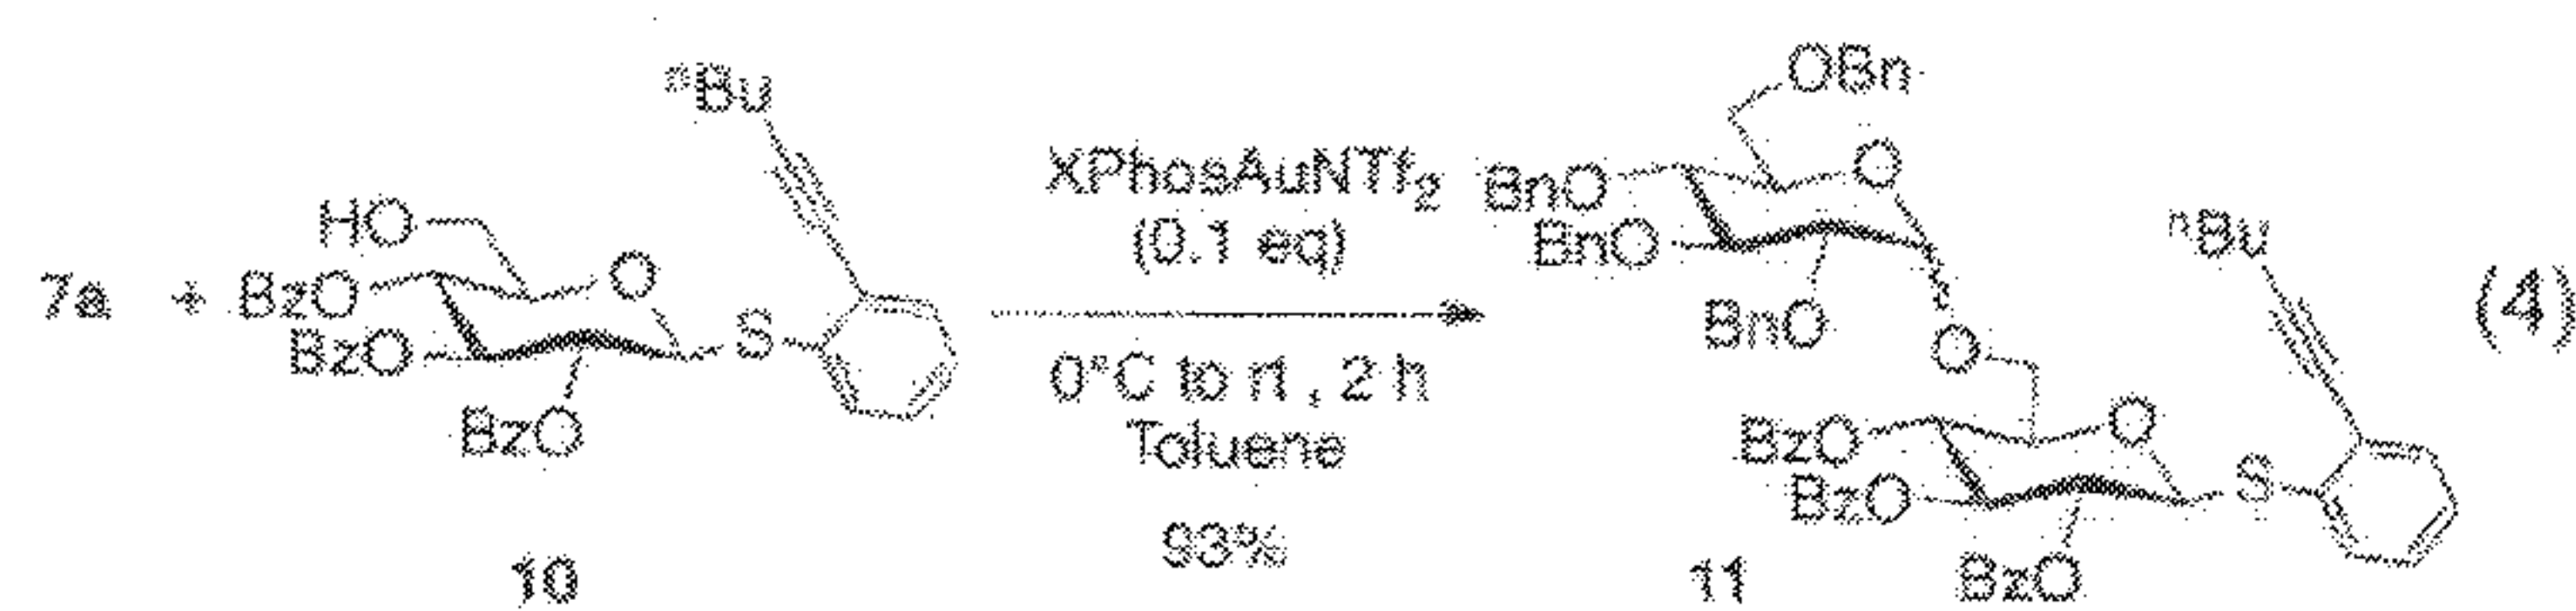 7a + HO
BzO
BzO
BzO
O
S
nBu
10
XPhosAuNTf2
(0.1 eq)
0°C to rt , 2 h
Toluene
93%
OBn
BnO
BnO
BnO
O
O
BzO
BzO
BzO
O
S
nBu
11
(4)